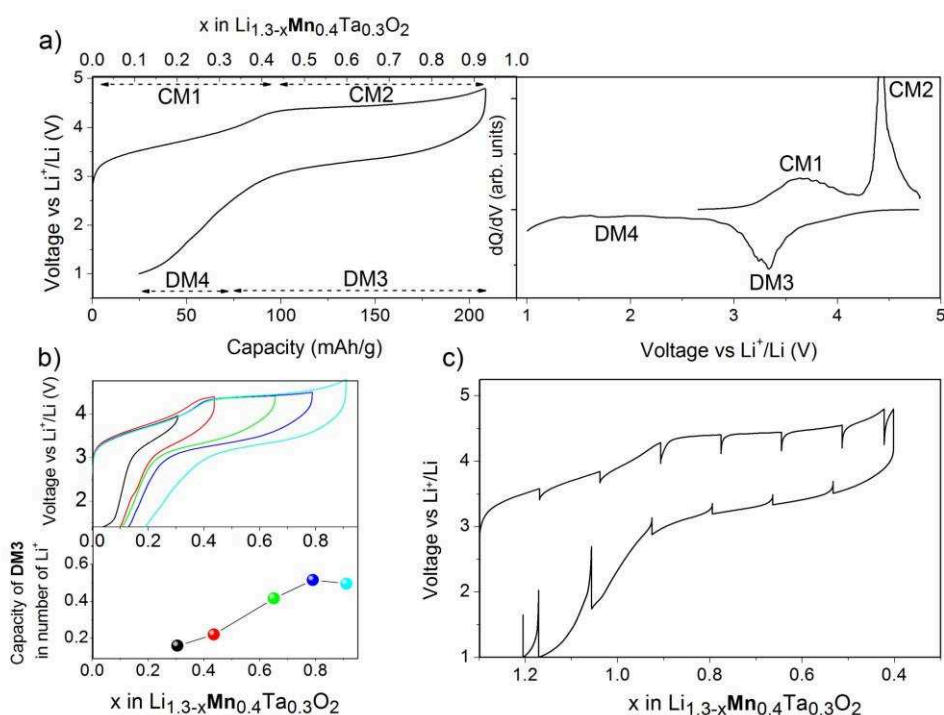 x in Li1.3-xMn0.4Ta0.3O2
a)
0.0 0.1 0.2 0.3 0.4 0.5 0.6 0.7 0.8 0.9 1.0
5
4
3
2
1
Voltage vs Li+/Li (V)
CM1 CM2
DM4 DM3
0 50 100 150 200
Capacity (mAh/g)
dQ/dV (arb. units)
CM2
CM1
DM4
DM3
1 2 3 4 5
Voltage vs Li+/Li (V)
b)
Voltage vs Li+/Li (V)
4
3
2
0.0 0.2 0.4 0.6 0.8
Capacity of DM3
in number of Li+
0.6
0.4
0.2
0.0 0.2 0.4 0.6 0.8
x in Li1.3-xMn0.4Ta0.3O2
c)
Voltage vs Li+/Li
5
4
3
2
1
1.2 1.0 0.8 0.6 0.4
x in Li1.3-xMn0.4Ta0.3O2